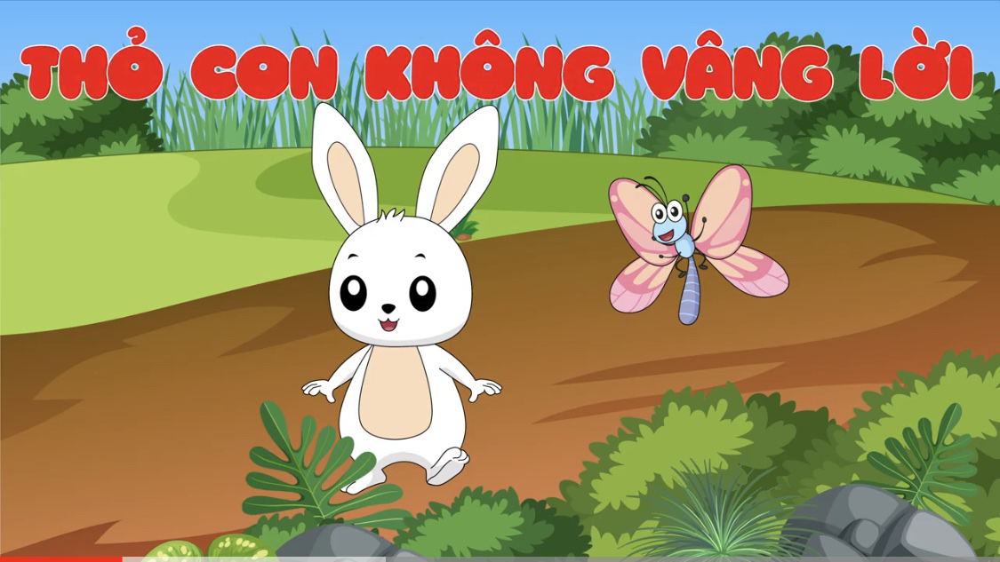 THỎ CON KHÔNG VÂNG LỜI